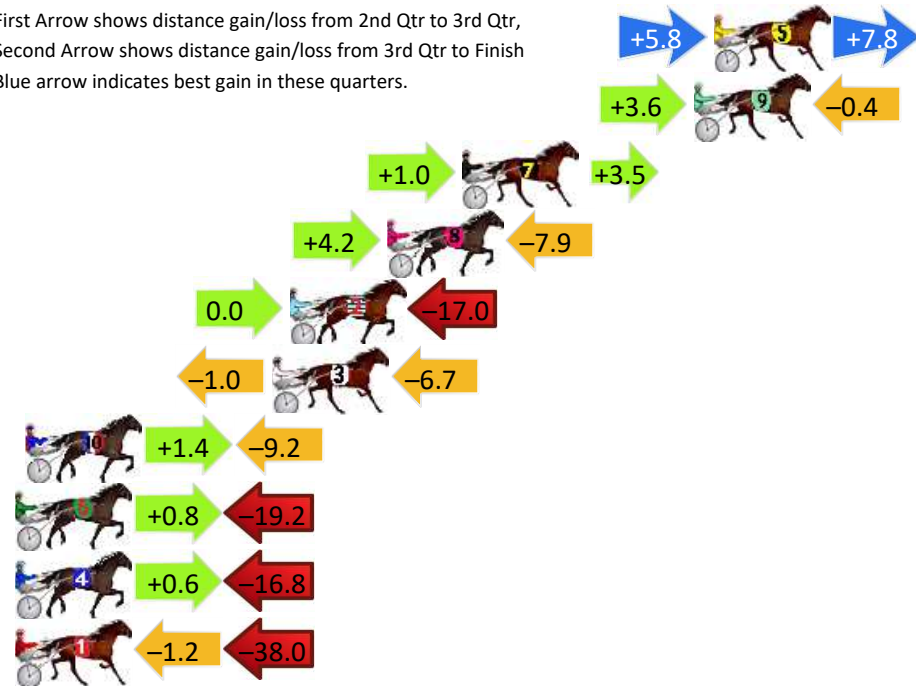 First Arrow shows distance gain/loss from 2nd Qtr to 3rd Qtr,
Second Arrow shows distance gain/loss from 3rd Qtr to Finish
Blue arrow indicates best gain in these quarters.
+5.8 5 +7.8
+3.6 9 –0.4
+1.0 7 +3.5
+4.2 8 –7.9
0.0 –17.0
–1.0 3 –6.7
10 +1.4 –9.2
6 +0.8 –19.2
4 +0.6 –16.8
1 –1.2 –38.0